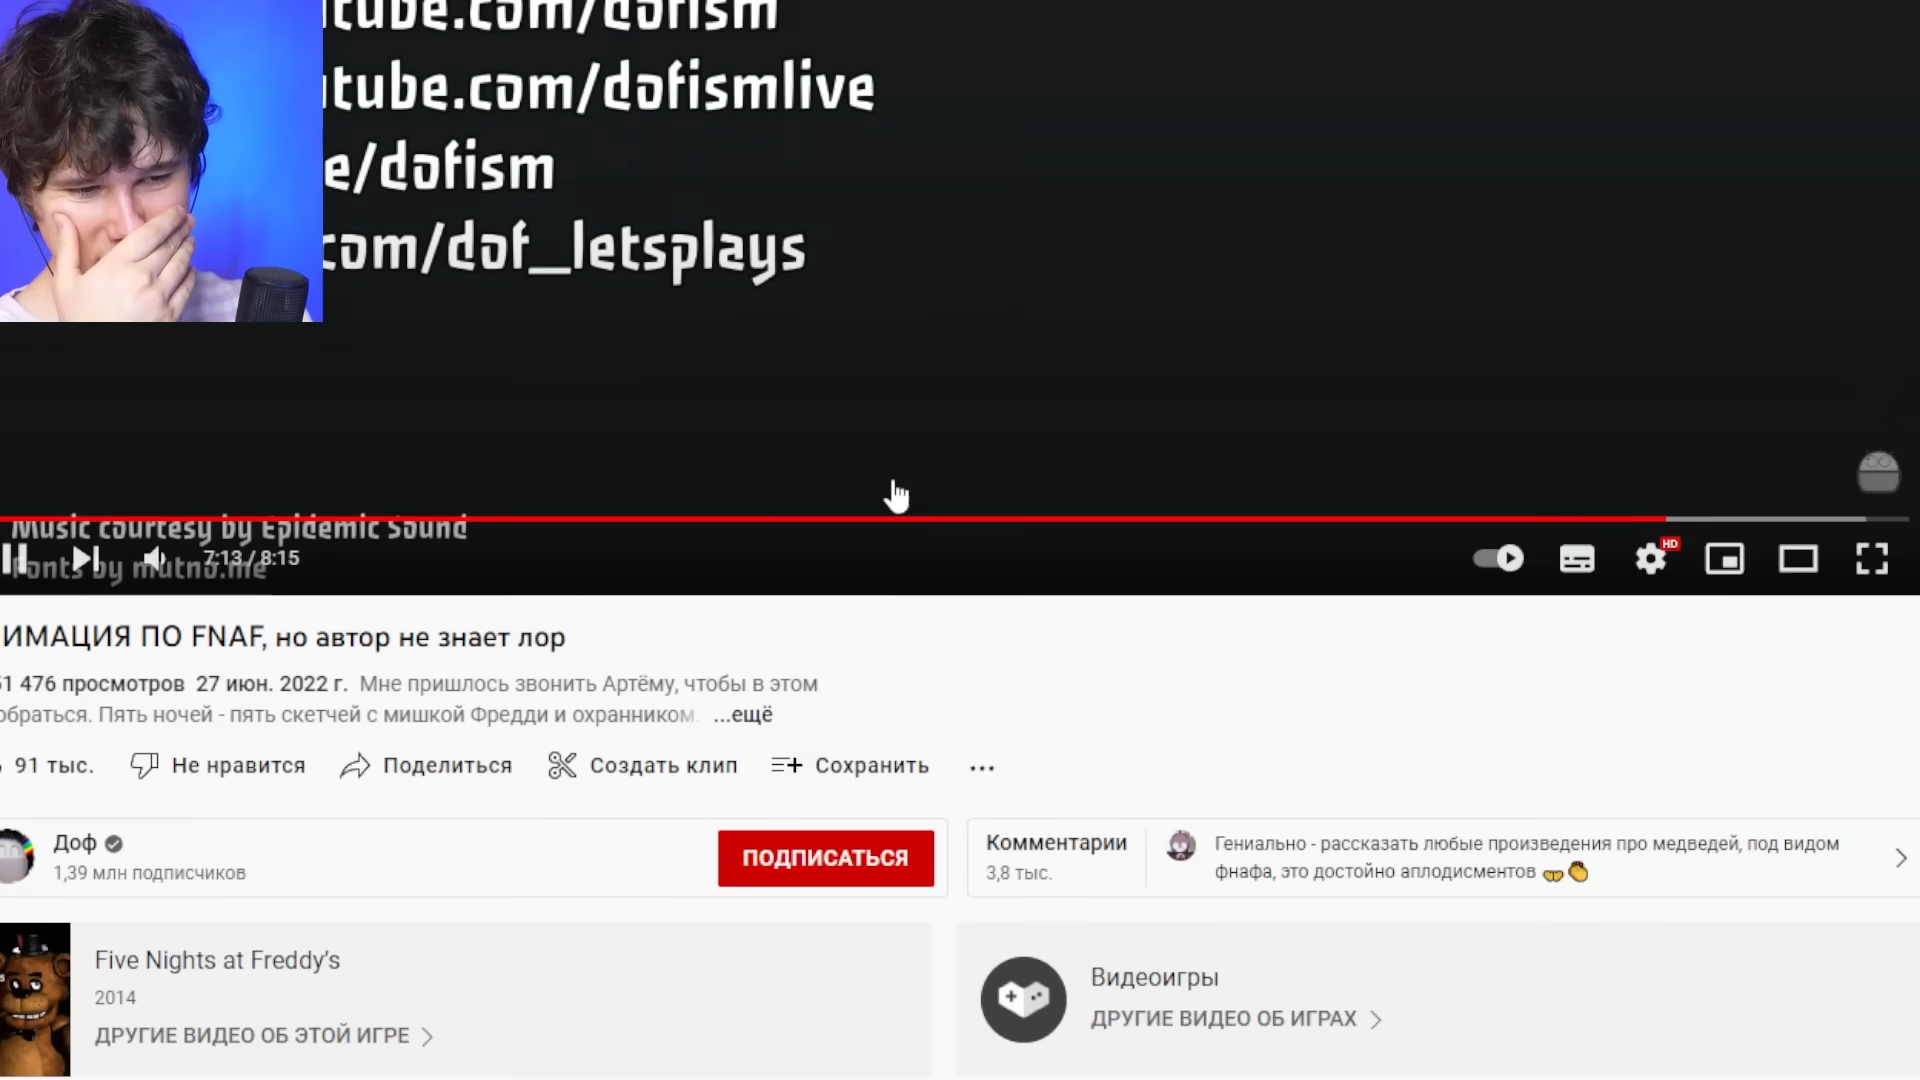 tube.com/dofism
tube.com/dofismlive
e/dofism
com/dof_letsplays
Music courtesy by Epidemic Sound
Fonts by mutno.me
7:13 / 8:15
HD
ИМАЦИЯ ПО FNAF, но автор не знает лор
1 476 просмотров 27 июн. 2022 г. Мне пришлось звонить Артёму, чтобы в этом
обраться. Пять ночей - пять скетчей с мишкой Фредди и охранником. ...ещё
91 тыс. Не нравится Поделиться Создать клип Сохранить ...
Доф
1,39 млн подписчиков
ПОДПИСАТЬСЯ
Комментарии
3,8 тыс.
Гениально - рассказать любые произведения про медведей, под видом
фнафа, это достойно аплодисментов
Five Nights at Freddy's
2014
ДРУГИЕ ВИДЕО ОБ ЭТОЙ ИГРЕ
Видеоигры
ДРУГИЕ ВИДЕО ОБ ИГРАХ